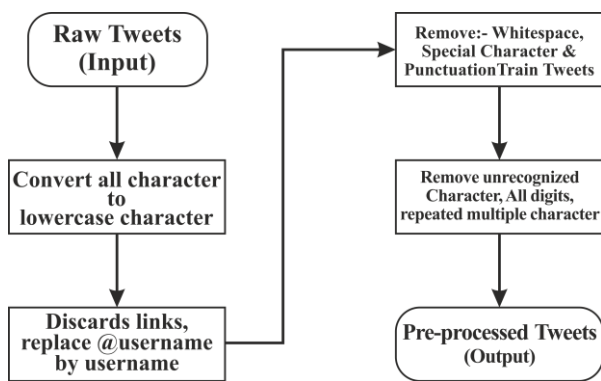 Raw Tweets
(Input)
Convert all character
to
lowercase character
Discards links,
replace @username
by username
Remove:- Whitespace,
Special Character &
PunctuationTrain Tweets
Remove unrecognized
Character, All digits,
repeated multiple character
Pre-processed Tweets
(Output)